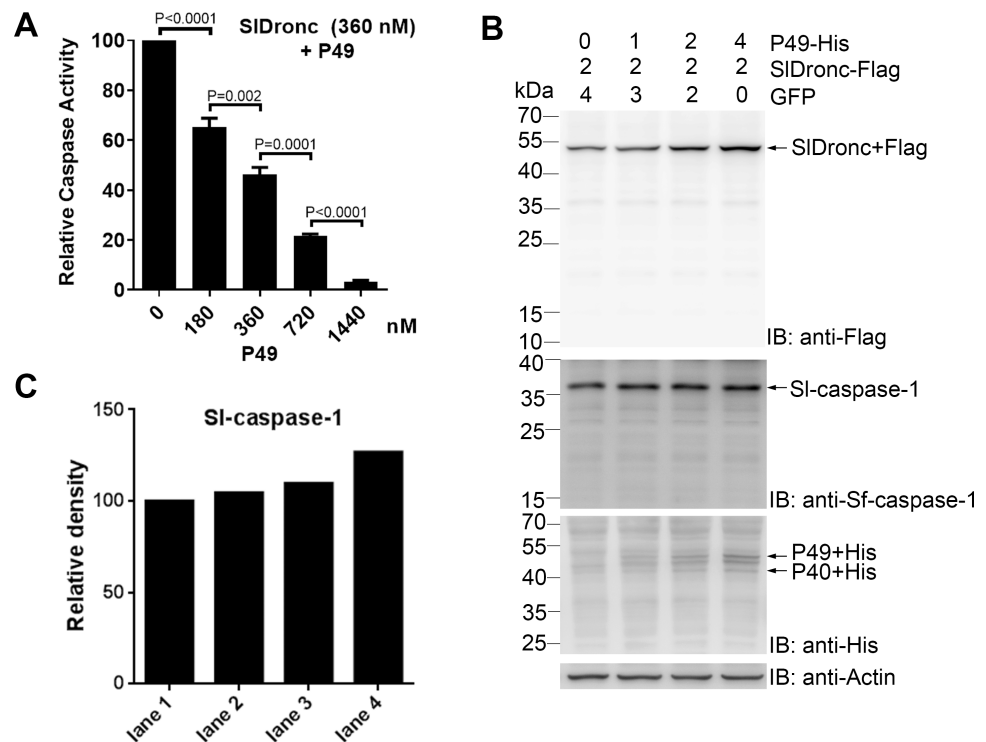 A
SlDronc (360 nM)
+ P49
Relative Caspase Activity
100
80
60
40
20
0
P<0.0001
P=0.002
P=0.0001
P<0.0001
0
180
360
720
1440
nM
P49
B
0 1 2 4 P49-His
2 2 2 2 SlDronc-Flag
4 3 2 0 GFP
kDa
70
55
40
35
25
15
10
SlDronc+Flag
IB: anti-Flag
40
35
25
15
Sl-caspase-1
IB: anti-Sf-caspase-1
70
55
40
35
25
P49+His
P40+His
IB: anti-His
IB: anti-Actin
C
Sl-caspase-1
Relative density
150
100
50
0
lane 1
lane 2
lane 3
lane 4